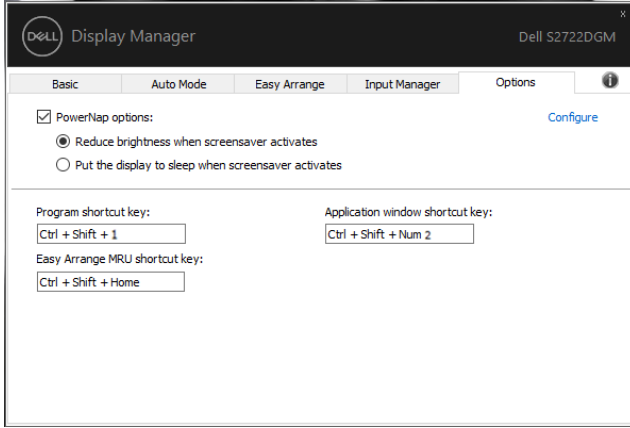 DELL Display Manager Dell S2722DGM
Basic Auto Mode Easy Arrange Input Manager Options
PowerNap options: Configure
Reduce brightness when screensaver activates
Put the display to sleep when screensaver activates
Program shortcut key: Application window shortcut key:
Ctrl + Shift + 1 Ctrl + Shift + Num 2
Easy Arrange MRU shortcut key:
Ctrl + Shift + Home